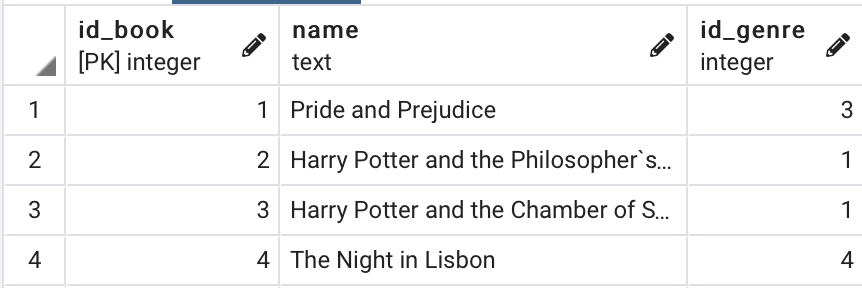 id_book name id_genre
[PK] integer text integer
1 1 Pride and Prejudice 3
2 2 Harry Potter and the Philosopher`s... 1
3 3 Harry Potter and the Chamber of S... 1
4 4 The Night in Lisbon 4